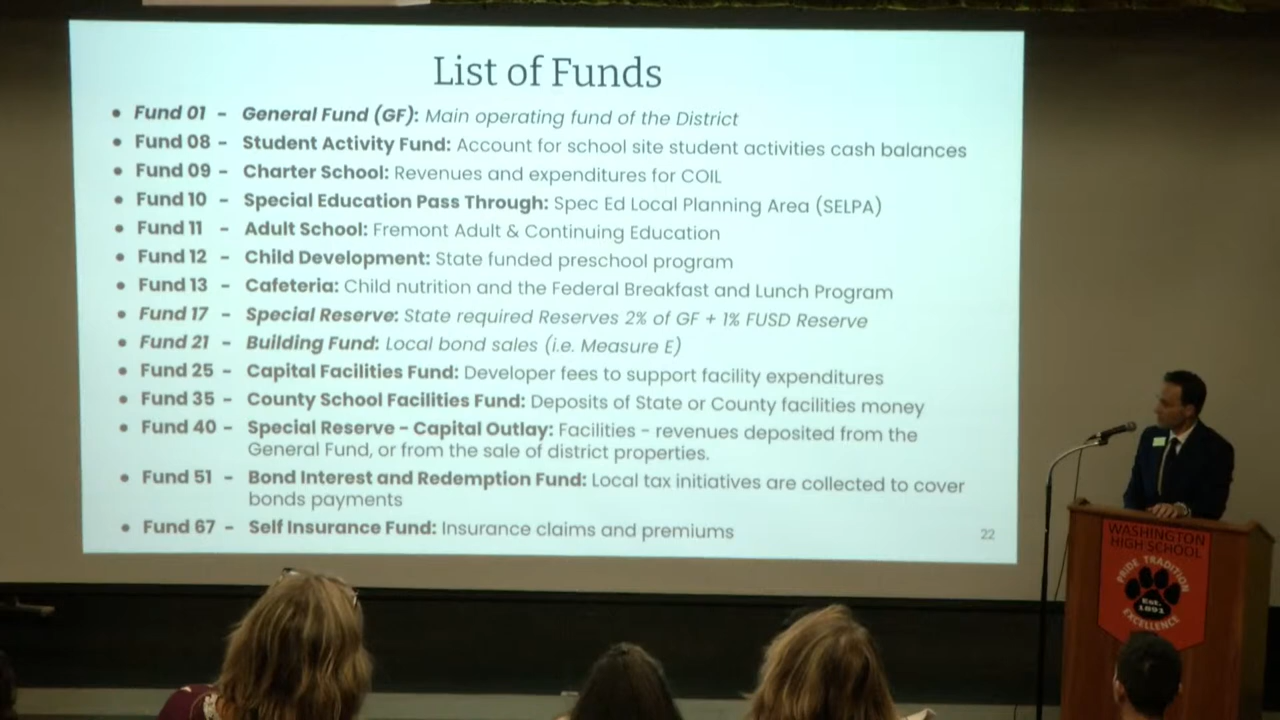 List of Funds
• Fund 01 - General Fund (GF): Main operating fund of the District
• Fund 08 - Student Activity Fund: Account for school site student activities cash balances
• Fund 09 - Charter School: Revenues and expenditures for COIL
• Fund 10 - Special Education Pass Through: Spec Ed Local Planning Area (SELPA)
• Fund 11 - Adult School: Fremont Adult & Continuing Education
• Fund 12 - Child Development: State funded preschool program
• Fund 13 - Cafeteria: Child nutrition and the Federal Breakfast and Lunch Program
• Fund 17 - Special Reserve: State required Reserves 2% of GF + 1% FUSD Reserve
• Fund 21 - Building Fund: Local bond sales (i.e. Measure E)
• Fund 25 - Capital Facilities Fund: Developer fees to support facility expenditures
• Fund 35 - County School Facilities Fund: Deposits of State or County facilities money
• Fund 40 - Special Reserve - Capital Outlay: Facilities - revenues deposited from the
General Fund, or from the sale of district properties.
• Fund 51 - Bond Interest and Redemption Fund: Local tax initiatives are collected to cover
bonds payments
• Fund 67 - Self Insurance Fund: Insurance claims and premiums
22
WASHINGTON
HIGH SCHOOL
PRIDE TRADITION
Est.
1891
EXCELLENCE